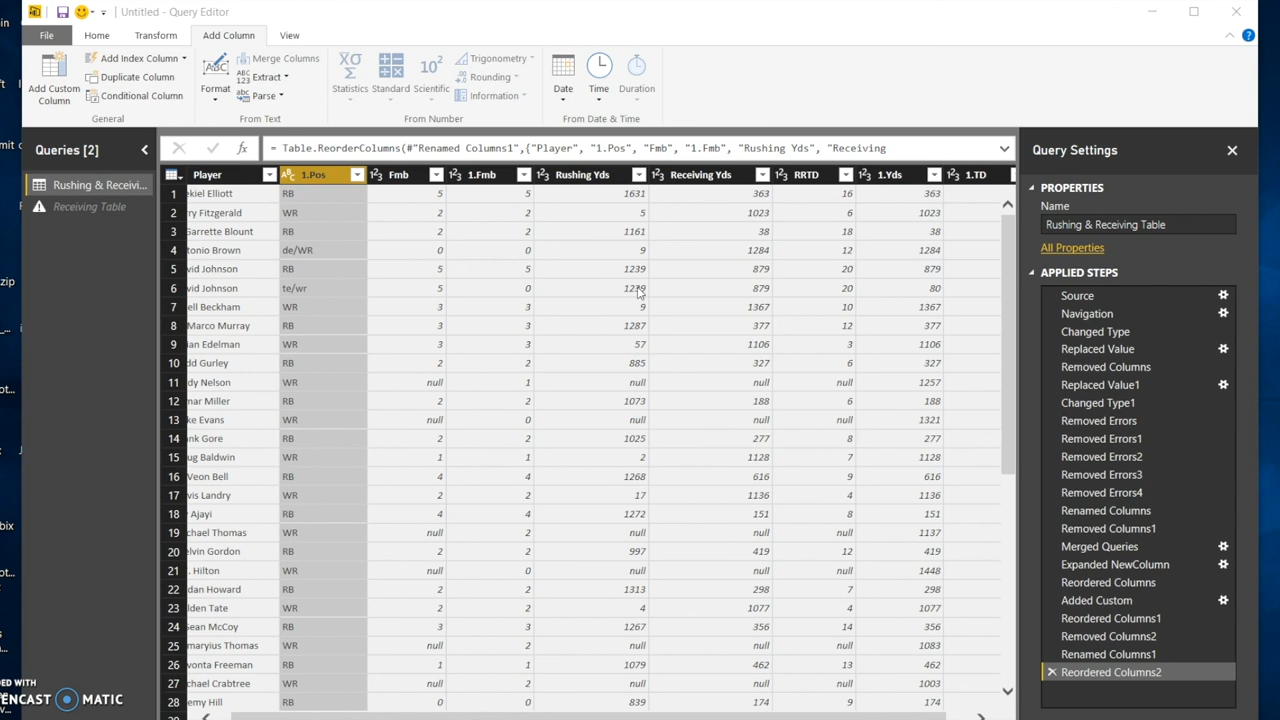 Untitled - Query Editor
File Home Transform Add Column View
Add Custom Column
Add Index Column
Duplicate Column
Conditional Column
General
Format
Merge Columns
Extract
Parse
From Text
Statistics Standard Scientific
Trigonometry
Rounding
Information
From Number
Date Time Duration
From Date & Time
Queries [2]
Rushing & Receivi...
Receiving Table
= Table.ReorderColumns(#"Renamed Columns1",{"Player", "1.Pos", "Fmb", "1.Fmb", "Rushing Yds", "Receiving
Player 1.Pos Fmb 1.Fmb Rushing Yds Receiving Yds RRTD 1.Yds 1.TD
1 ekiel Elliott RB 5 5 1631 363 16 363
2 rry Fitzgerald WR 2 2 5 1023 6 1023
3 Garrette Blount RB 2 2 1161 38 18 38
4 tonio Brown de/WR 0 0 9 1284 12 1284
5 vid Johnson RB 5 5 1239 879 20 879
6 vid Johnson te/wr 5 0 1239 879 20 80
7 ell Beckham WR 3 3 9 1367 10 1367
8 Marco Murray RB 3 3 1287 377 12 377
9 ian Edelman WR 3 3 57 1106 3 1106
10 dd Gurley RB 2 2 885 327 6 327
11 dy Nelson WR null 1 null null null 1257
12 mar Miller RB 2 2 1073 188 6 188
13 ke Evans WR null 0 null null null 1321
14 nk Gore RB 2 2 1025 277 8 277
15 ug Baldwin WR 1 1 2 1128 7 1128
16 Veon Bell RB 4 4 1268 616 9 616
17 vis Landry WR 2 2 17 1136 4 1136
18 y Ajayi RB 4 4 1272 151 8 151
19 chael Thomas WR null 2 null null null 1137
20 elvin Gordon RB 2 2 997 419 12 419
21 . Hilton WR null 0 null null null 1448
22 dan Howard RB 2 2 1313 298 7 298
23 lden Tate WR 2 2 4 1077 4 1077
24 Sean McCoy RB 3 3 1267 356 14 356
25 maryius Thomas WR null 2 null null null 1083
26 vonta Freeman RB 1 1 1079 462 13 462
27 chael Crabtree WR null 2 null null null 1003
28 emy Hill RB 0 0 839 174 9 174
Query Settings
PROPERTIES
Name
Rushing & Receiving Table
All Properties
APPLIED STEPS
Source
Navigation
Changed Type
Replaced Value
Removed Columns
Replaced Value1
Changed Type1
Removed Errors
Removed Errors1
Removed Errors2
Removed Errors3
Removed Errors4
Renamed Columns
Removed Columns1
Merged Queries
Expanded NewColumn
Reordered Columns
Added Custom
Reordered Columns1
Removed Columns2
Renamed Columns1
Reordered Columns2
zip
mit c
bix
DED WITH
ENCAST MATIC